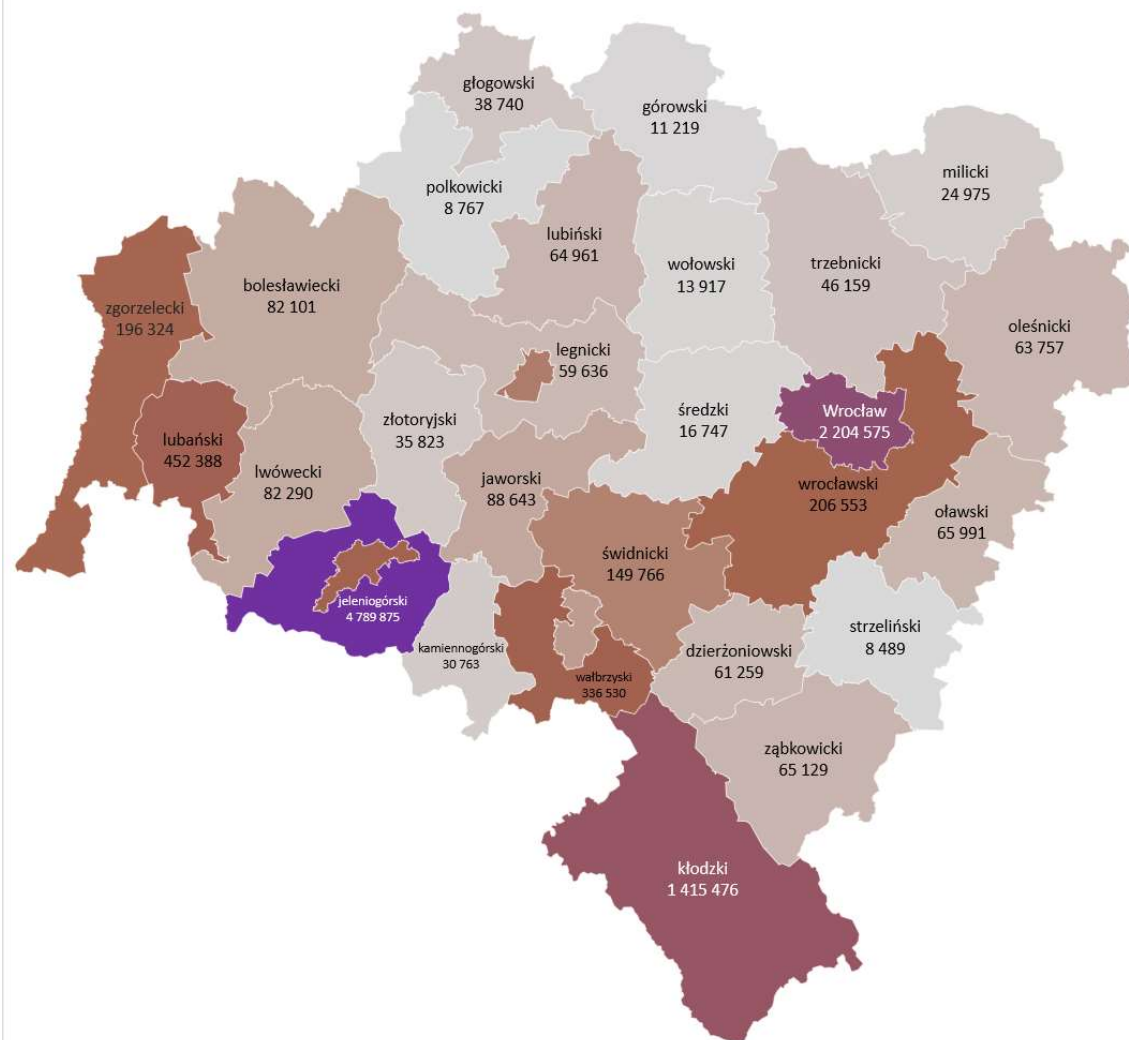 głogowski
38 740
górowski
11 219
milicki
24 975
polkowicki
8 767
lubiński
64 961
wołowski
13 917
trzebnicki
46 159
oleśnicki
63 757
bolesławiecki
82 101
zgorzelecki
196 324
legnicki
59 636
złotoryjski
35 823
średzki
16 747
Wrocław
2 204 575
lubański
452 388
lwówecki
82 290
jaworski
88 643
wrocławski
206 553
oławski
65 991
świdnicki
149 766
jeleniogórski
4 789 875
strzeliński
8 489
kamiennogórski
30 763
dzierżoniowski
61 259
wałbrzyski
336 530
ząbkowicki
65 129
kłodzki
1 415 476